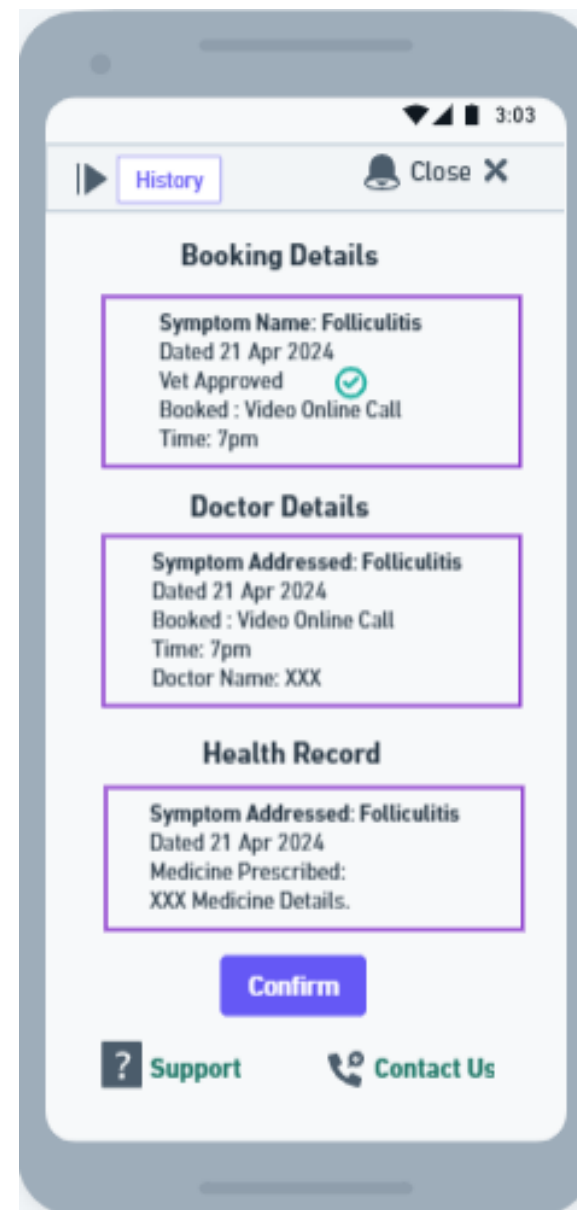 3:03
History
Close
Booking Details
Symptom Name: Folliculitis
Dated 21 Apr 2024
Vet Approved
Booked : Video Online Call
Time: 7pm
Doctor Details
Symptom Addressed: Folliculitis
Dated 21 Apr 2024
Booked : Video Online Call
Time: 7pm
Doctor Name: XXX
Health Record
Symptom Addressed: Folliculitis
Dated 21 Apr 2024
Medicine Prescribed:
XXX Medicine Details.
Confirm
? Support
Contact Us